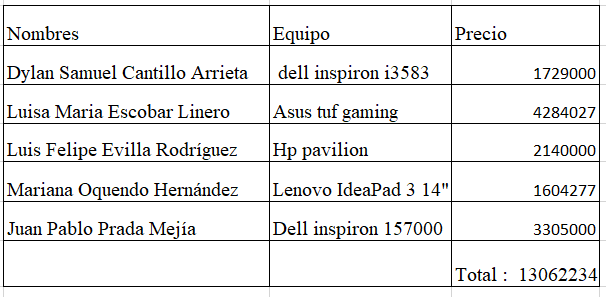 Nombres Equipo Precio
Dylan Samuel Cantillo Arrieta dell inspiron i3583 1729000
Luisa Maria Escobar Linero Asus tuf gaming 4284027
Luis Felipe Evilla Rodríguez Hp pavilion 2140000
Mariana Oquendo Hernández Lenovo IdeaPad 3 14" 1604277
Juan Pablo Prada Mejía Dell inspiron 157000 3305000
Total : 13062234